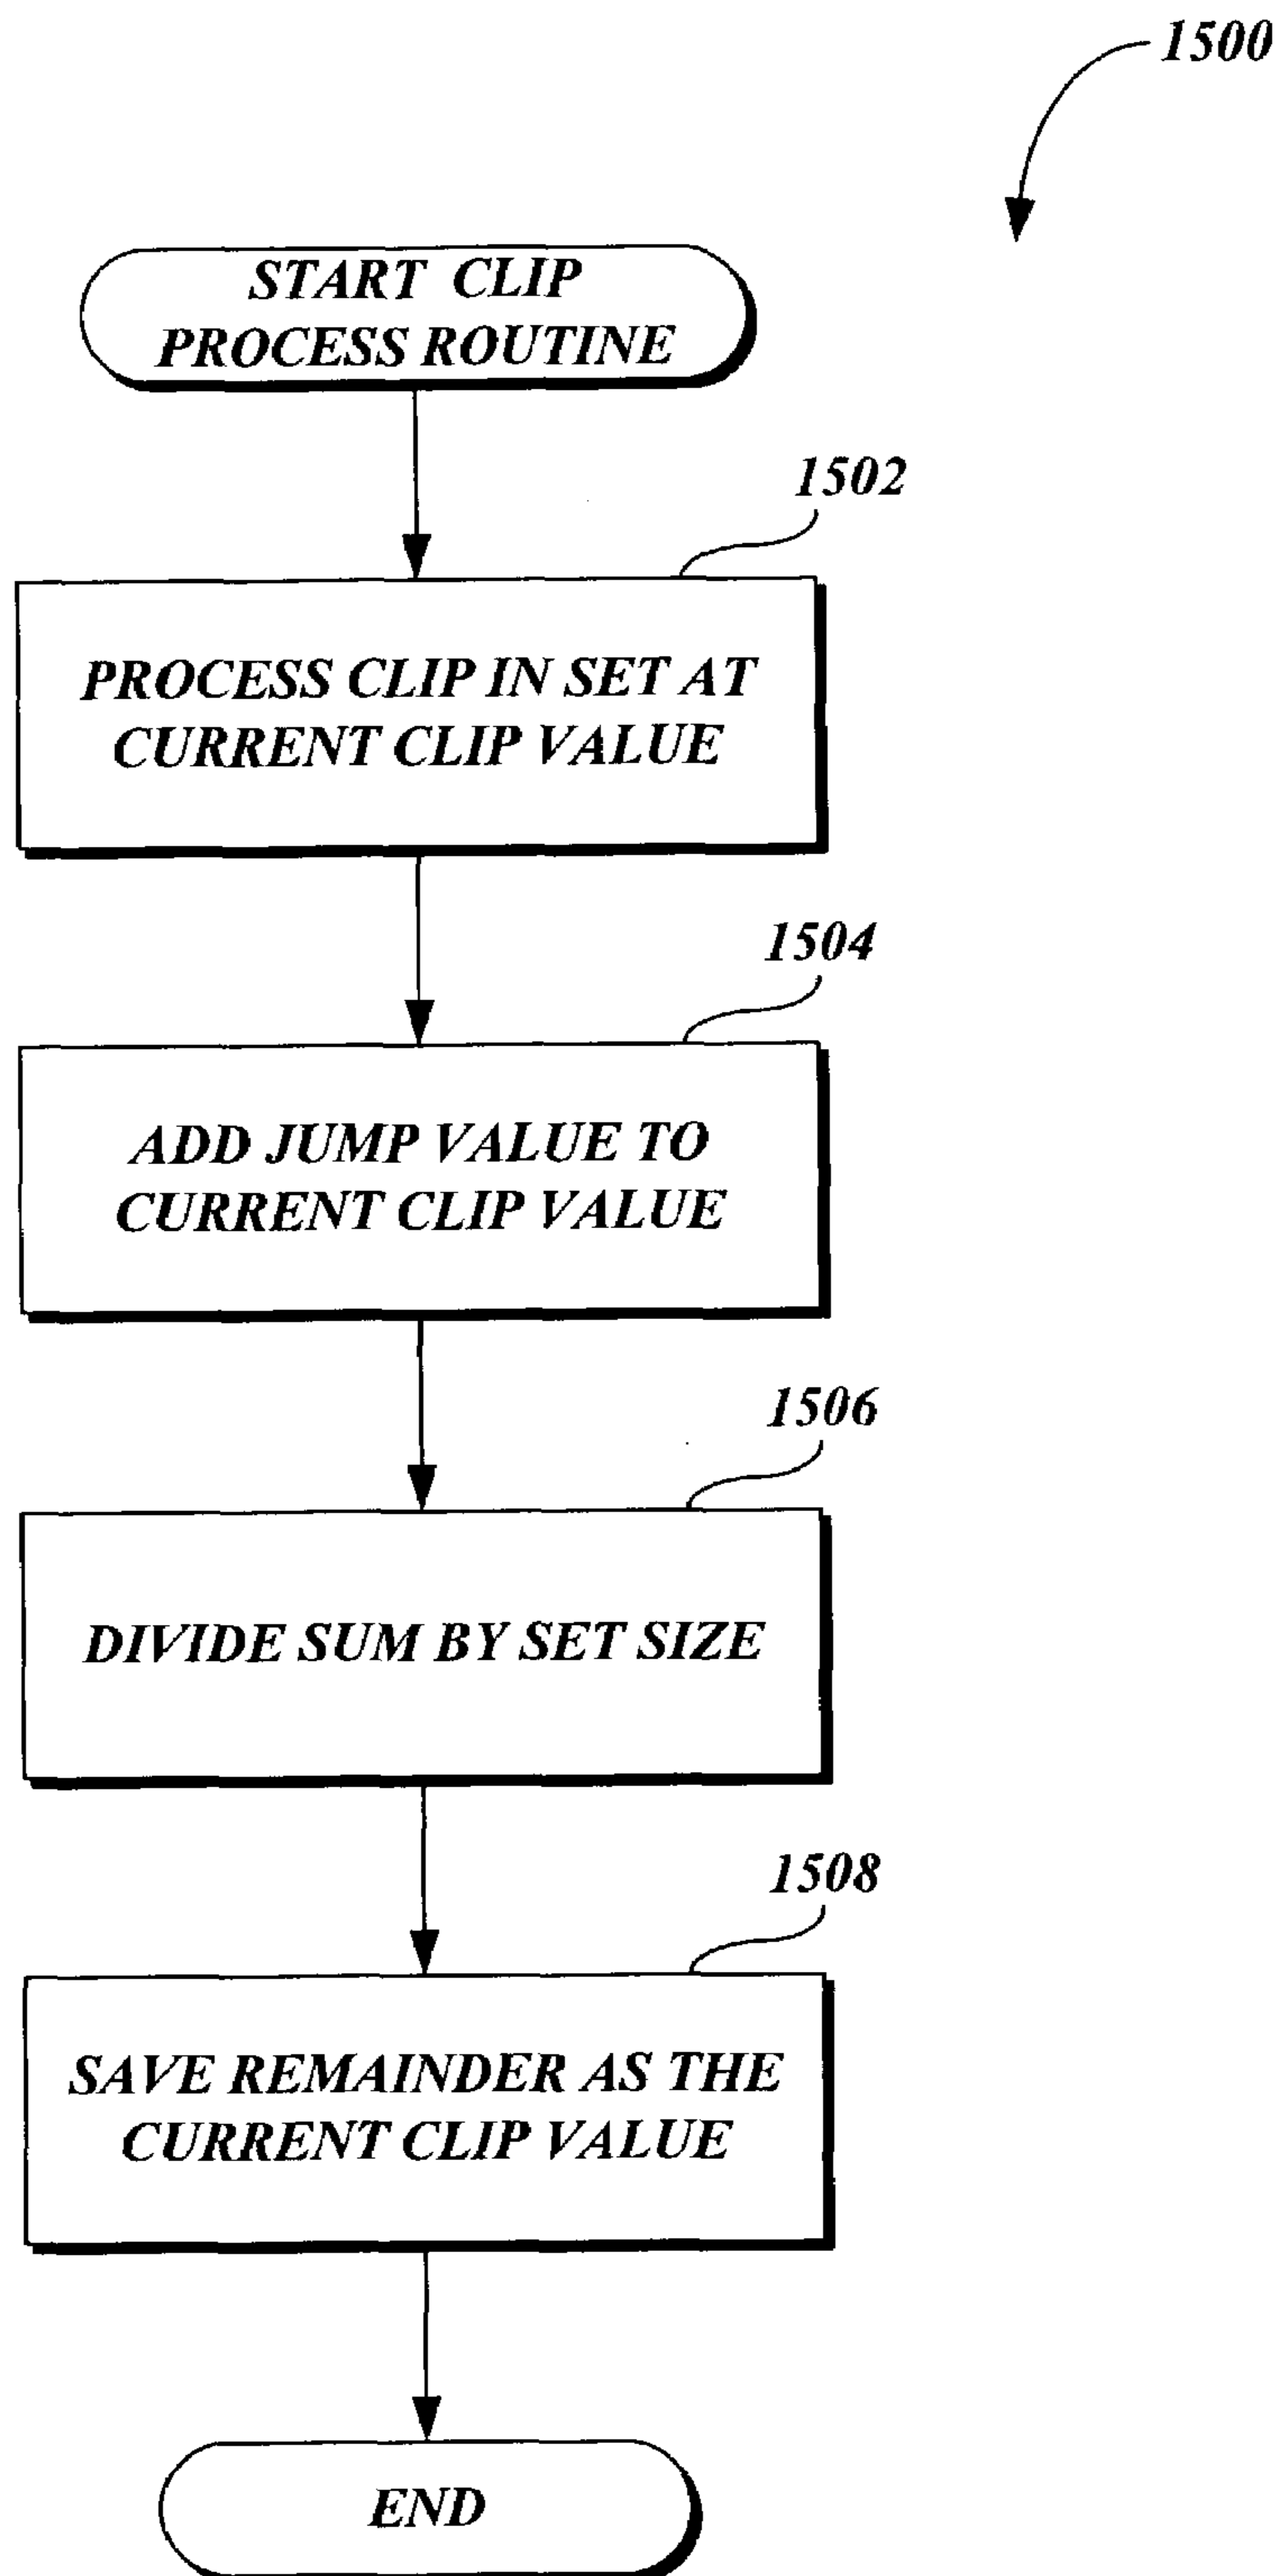 1500
START CLIP
PROCESS ROUTINE
1502
PROCESS CLIP IN SET AT
CURRENT CLIP VALUE
1504
ADD JUMP VALUE TO
CURRENT CLIP VALUE
1506
DIVIDE SUM BY SET SIZE
1508
SAVE REMAINDER AS THE
CURRENT CLIP VALUE
END